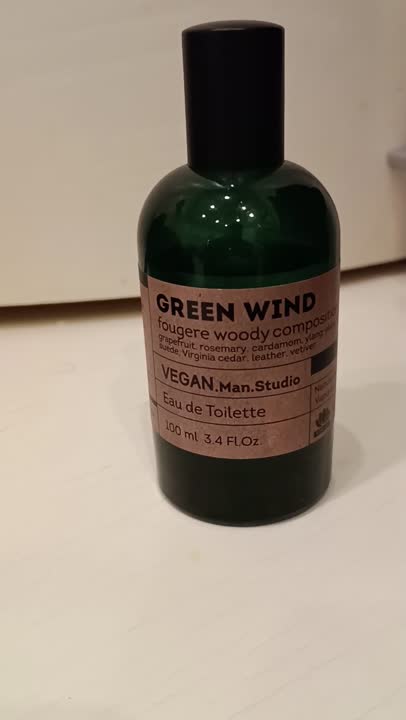 GREEN WIND
fougere woody
grapefruit, rosemary, cardamom, ylang
suede, Virginia cedar, leather, vetiver
VEGAN.Man.Studio
Eau de Toilette
100 ml 3.4 Fl.Oz.